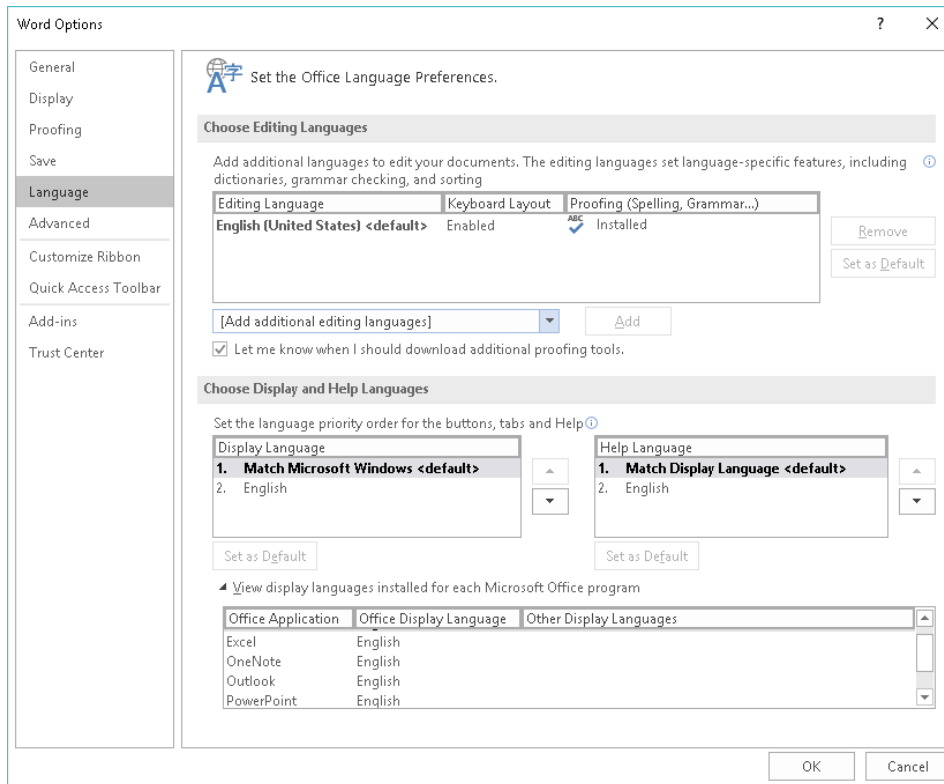 Word Options
?
General
Display
Proofing
Save
Language
Advanced
Customize Ribbon
Quick Access Toolbar
Add-ins
Trust Center
A字 Set the Office Language Preferences.
Choose Editing Languages
Add additional languages to edit your documents. The editing languages set language-specific features, including
dictionaries, grammar checking, and sorting
Editing Language Keyboard Layout Proofing (Spelling, Grammar...)
English (United States) <default> Enabled ABC Installed
Remove
Set as Default
[Add additional editing languages] Add
Let me know when I should download additional proofing tools.
Choose Display and Help Languages
Set the language priority order for the buttons, tabs and Help
Display Language
1. Match Microsoft Windows <default>
2. English
Set as Default
Help Language
1. Match Display Language <default>
2. English
Set as Default
View display languages installed for each Microsoft Office program
Office Application Office Display Language Other Display Languages
Excel English
OneNote English
Outlook English
PowerPoint English
OK Cancel